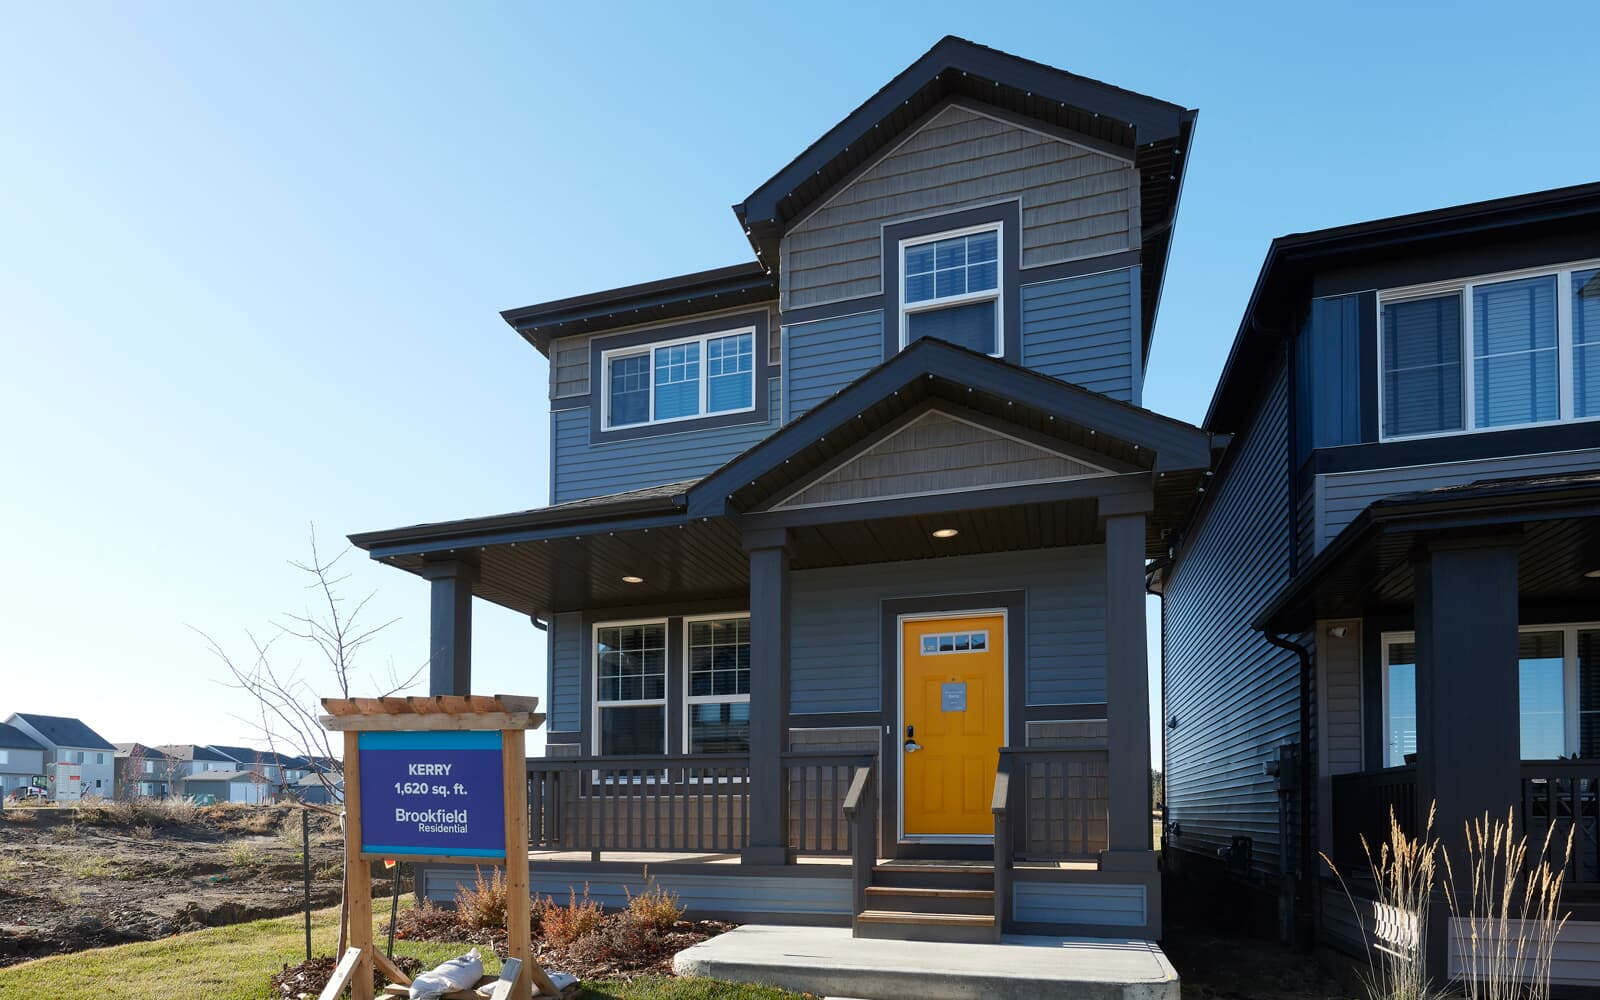 KERRY
1,620 sq. ft.
Brookfield
Residential